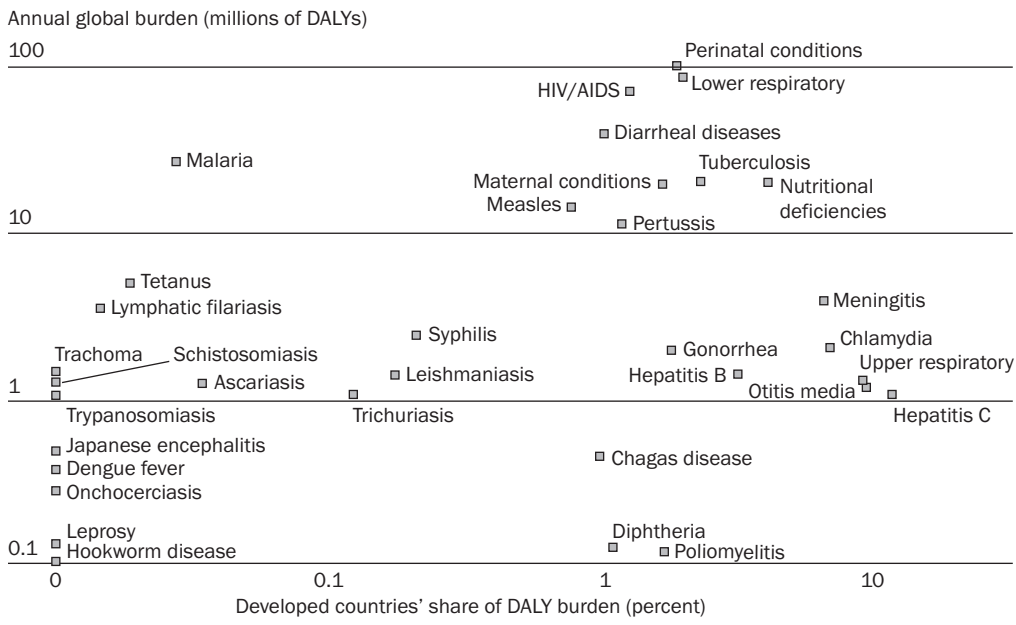 Annual global burden (millions of DALYs)
100
Perinatal conditions
Lower respiratory
HIV/AIDS
Diarrheal diseases
Malaria
Tuberculosis
Maternal conditions
Nutritional
deficiencies
Measles
10
Pertussis
Tetanus
Lymphatic filariasis
Meningitis
Syphilis
Chlamydia
Trachoma
Schistosomiasis
Gonorrhea
Upper respiratory
Leishmaniasis
Hepatitis B
Ascariasis
1
Otitis media
Trypanosomiasis
Trichuriasis
Hepatitis C
Japanese encephalitis
Chagas disease
Dengue fever
Onchocerciasis
Leprosy
Diphtheria
0.1
Hookworm disease
Poliomyelitis
0 0.1 1 10
Developed countries’ share of DALY burden (percent)